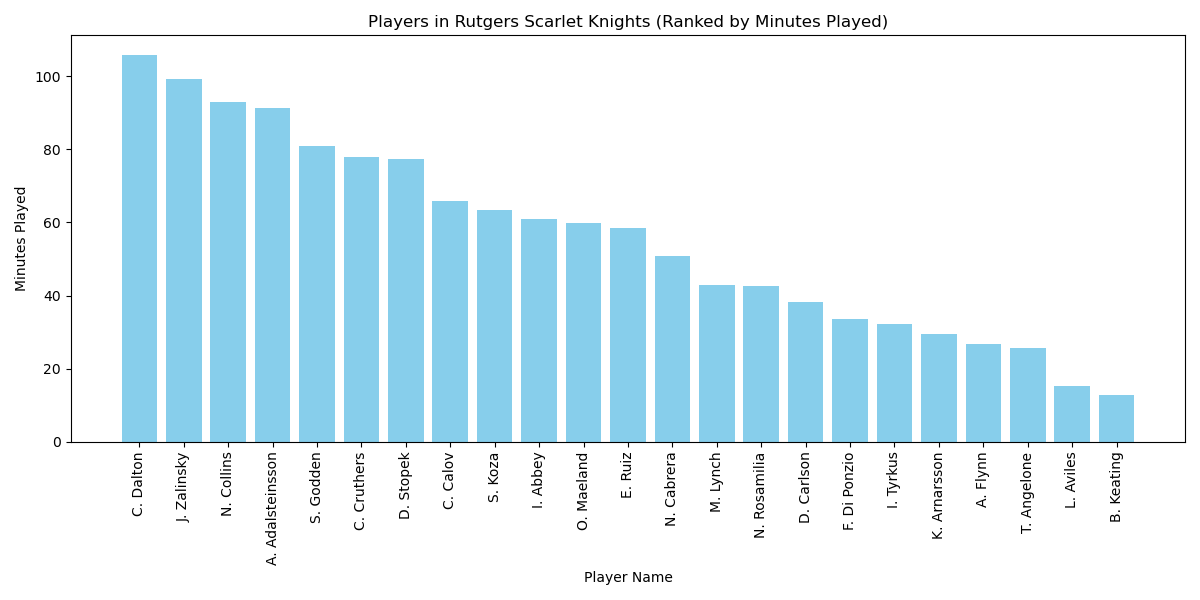 Players in Rutgers Scarlet Knights (Ranked by Minutes Played)
Minutes Played
100
80
60
40
20
0
C. Dalton
J. Zalinsky
N. Collins
A. Adalsteinsson
S. Godden
C. Cruthers
D. Stopek
C. Calov
S. Koza
I. Abbey
O. Maeland
E. Ruiz
N. Cabrera
M. Lynch
N. Rosamilia
D. Carlson
F. Di Ponzio
I. Tyrkus
K. Arnarsson
A. Flynn
T. Angelone
L. Aviles
B. Keating
Player Name